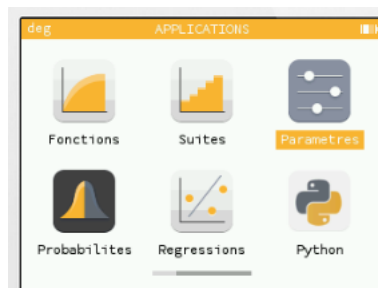 deg APPLICATIONS
Fonctions Suites Parametres
Probabilites Regressions Python